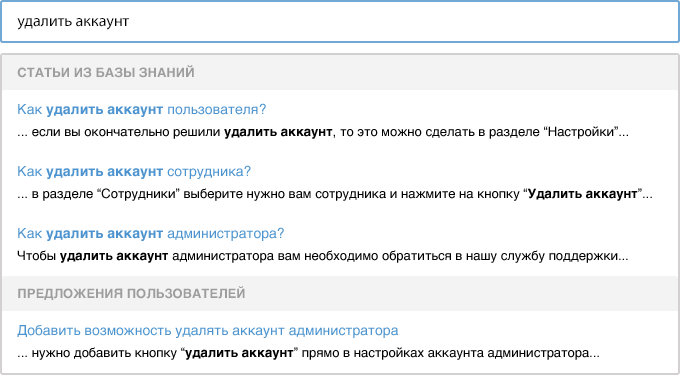 удалить аккаунт
СТАТЬИ ИЗ БАЗЫ ЗНАНИЙ
Как удалить аккаунт пользователя?
... если вы окончательно решили удалить аккаунт, то это можно сделать в разделе “Настройки”...
Как удалить аккаунт сотрудника?
... в разделе “Сотрудники” выберите нужно вам сотрудника и нажмите на кнопку “Удалить аккаунт”...
Как удалить аккаунт администратора?
Чтобы удалить аккаунт администратора вам необходимо обратиться в нашу службу поддержки...
ПРЕДЛОЖЕНИЯ ПОЛЬЗОВАТЕЛЕЙ
Добавить возможность удалять аккаунт администратора
... нужно добавить кнопку “удалить аккаунт” прямо в настройках аккаунта администратора...